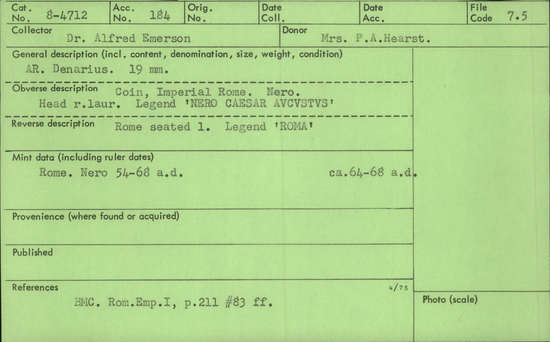 Cat. No. 8-4712 Acc. No. 184 Orig. No. Date Coll. Date Acc. File Code 7.5
Collector Dr. Alfred Emerson Donor Mrs. P.A.Hearst.
General description (incl. content, denomination, size, weight, condition)
AR. Denarius. 19 mm.
Obverse description Coin, Imperial Rome. Nero.
Head r.laur. Legend 'NERO CAESAR AVCVSTVS'
Reverse description Rome seated l. Legend 'ROMA'
Mint data (including ruler dates)
Rome. Nero 54-68 a.d. ca.64-68 a.d.
Provenience (where found or acquired)
Published
References 4/75
BMC. Rom.Emp.I, p.211 #83 ff.
Photo (scale)